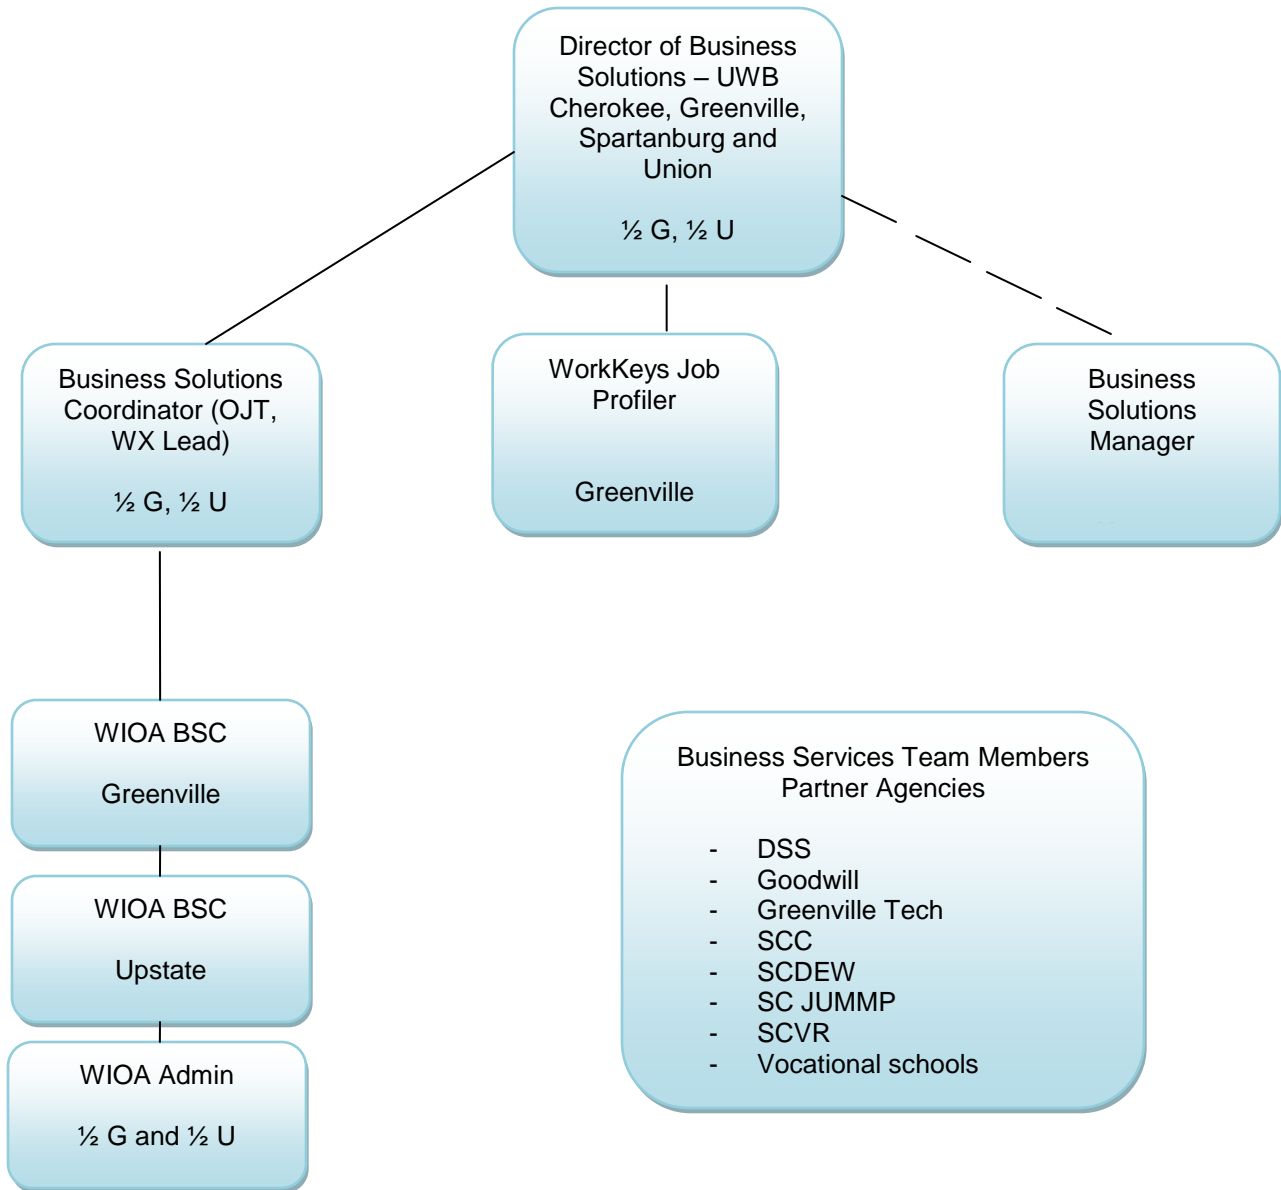 Director of Business
Solutions – UWB
Cherokee, Greenville,
Spartanburg and
Union
½ G, ½ U
Business Solutions
Coordinator (OJT,
WX Lead)
½ G, ½ U
WorkKeys Job
Profiler
Greenville
Business
Solutions
Manager
WIOA BSC
Greenville
WIOA BSC
Upstate
WIOA Admin
½ G and ½ U
Business Services Team Members
Partner Agencies
- DSS
- Goodwill
- Greenville Tech
- SCC
- SCDEW
- SC JUMMP
- SCVR
- Vocational schools